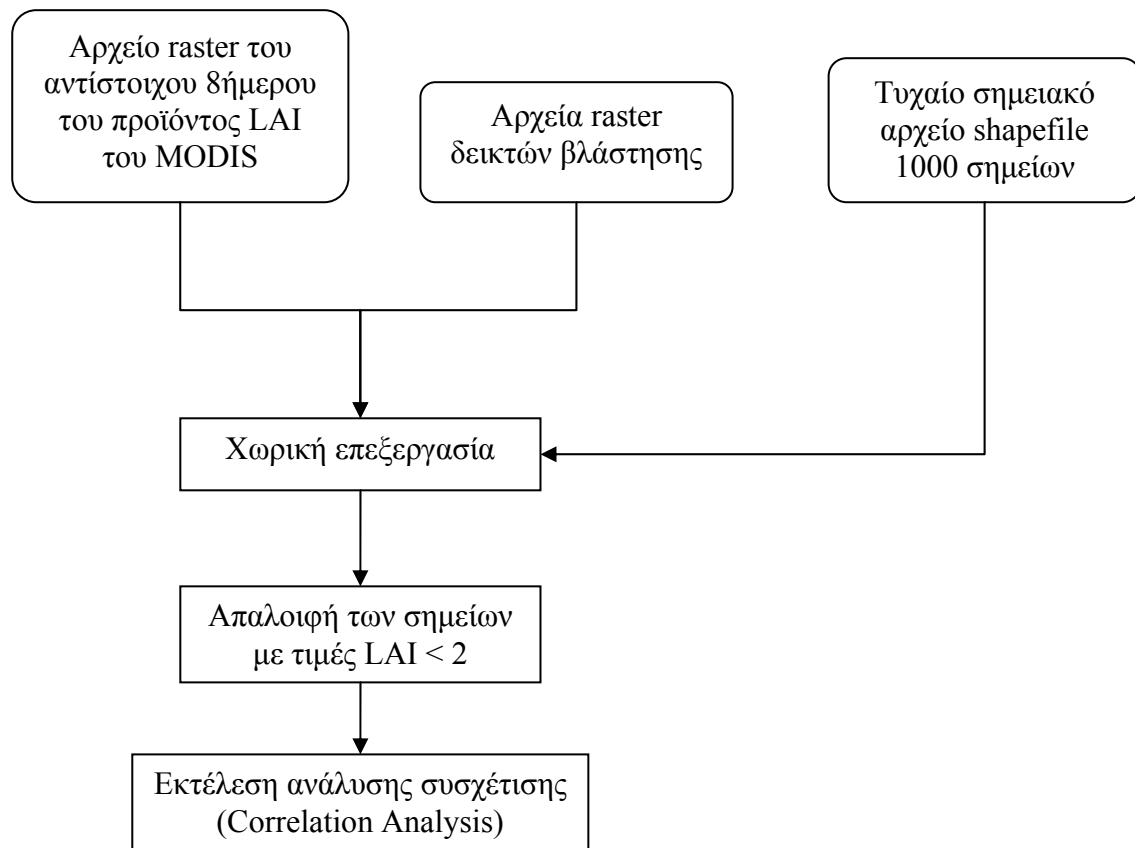 Αρχείο raster του
αντίστοιχου 8ήμερου
του προϊόντος LAI
του MODIS
Αρχεία raster
δεικτών βλάστησης
Τυχαίο σημειακό
αρχείο shapefile
1000 σημείων
Χωρική επεξεργασία
Απαλοιφή των σημείων
με τιμές LAI < 2
Εκτέλεση ανάλυσης συσχέτισης
(Correlation Analysis)